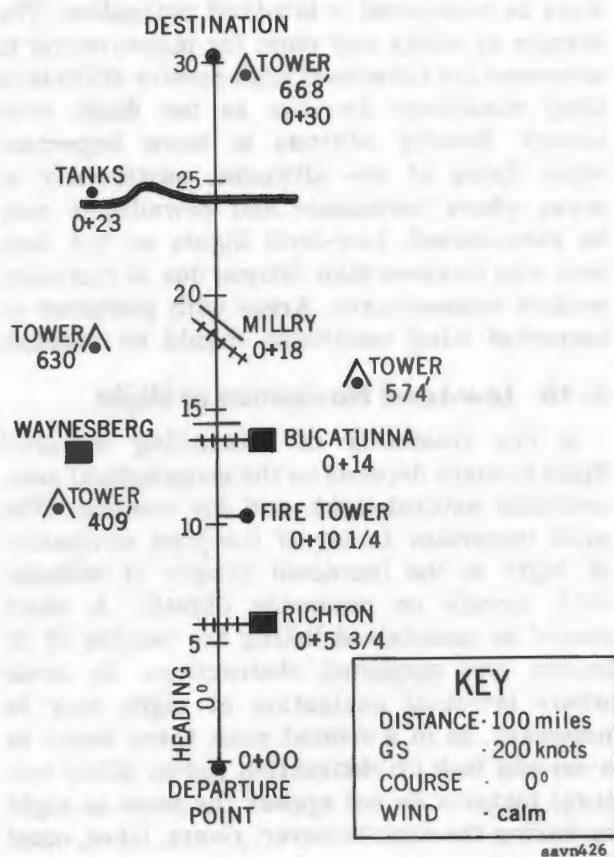 DESTINATION
30
TOWER
668'
0+30
TANKS
25
0+23
20
MILLRY
0+18
TOWER
630'
TOWER
574'
15
WAYNESBERG
BUCATUNNA
0+14
TOWER
409
10
FIRE TOWER
0+10 1/4
RICHTON
0+5 3/4
5
HEADING
0°
0+00
DEPARTURE
POINT
KEY
DISTANCE · 100 miles
GS · 200 knots
COURSE · 0°
WIND · calm
aavn426